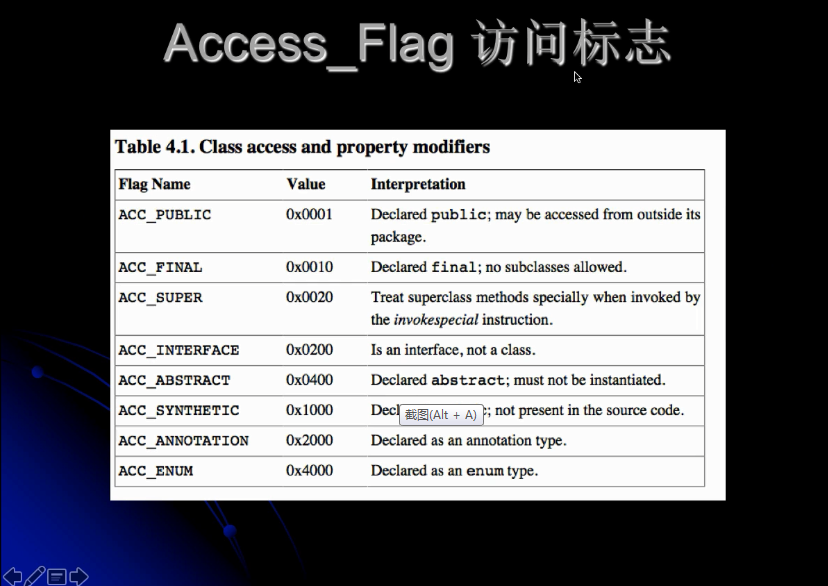 Access_Flag 访问标志
Table 4.1. Class access and property modifiers
Flag Name Value Interpretation
ACC_PUBLIC 0x0001 Declared public; may be accessed from outside its
package.
ACC_FINAL 0x0010 Declared final; no subclasses allowed.
ACC_SUPER 0x0020 Treat superclass methods specially when invoked by
the invokespecial instruction.
ACC_INTERFACE 0x0200 Is an interface, not a class.
ACC_ABSTRACT 0x0400 Declared abstract; must not be instantiated.
ACC_SYNTHETIC 0x1000 not present in the source code.
截图(Alt + A)
ACC_ANNOTATION 0x2000 Declared as an annotation type.
ACC_ENUM 0x4000 Declared as an enum type.